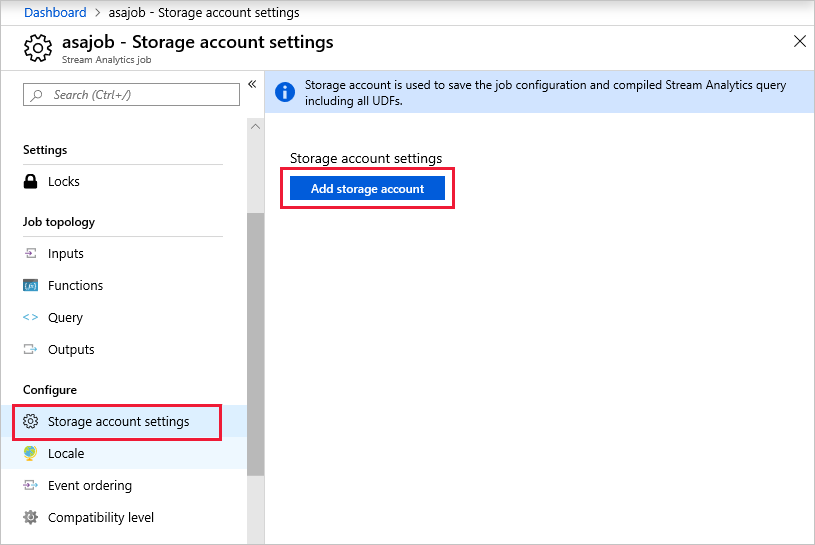 Dashboard > asajob - Storage account settings
asajob - Storage account settings
Stream Analytics job
Search (Ctrl+/)
Settings
Locks
Job topology
Inputs
Functions
Query
Outputs
Configure
Storage account settings
Locale
Event ordering
Compatibility level
Storage account is used to save the job configuration and compiled Stream Analytics query
including all UDFs.
Storage account settings
Add storage account